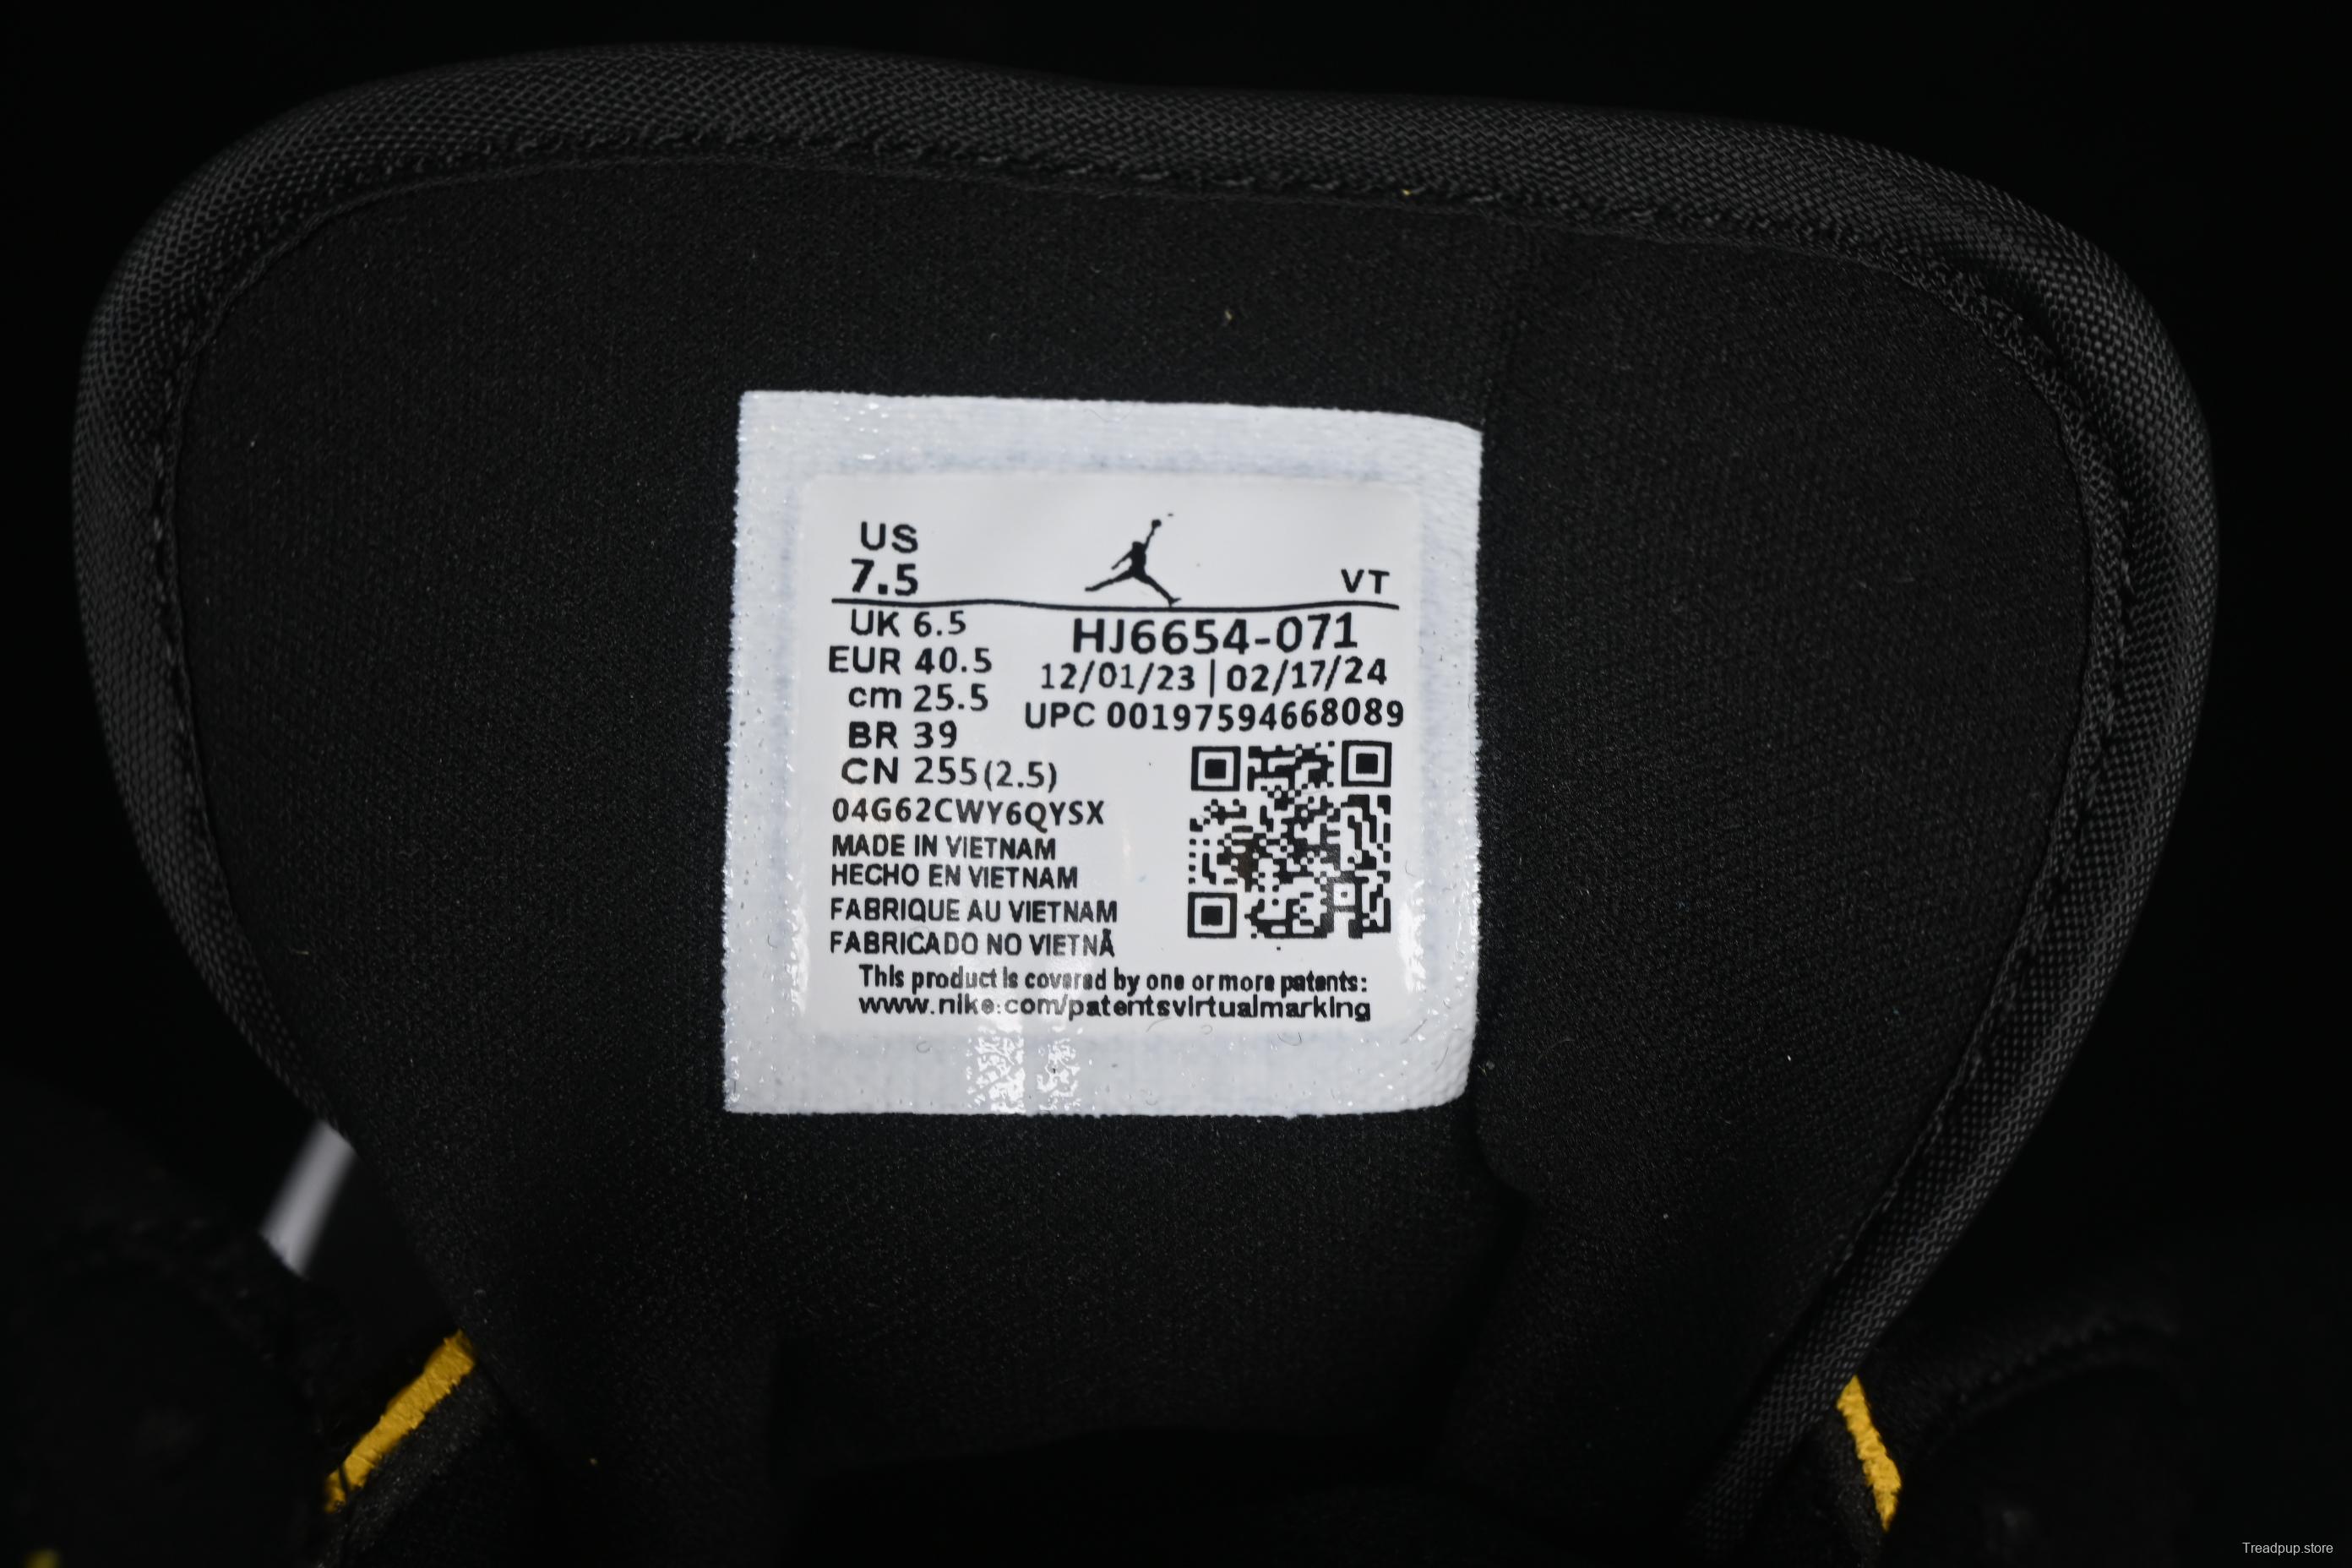 US
7.5
VT
UK 6.5
EUR 40.5
cm 25.5
BR 39
CN 255(2.5)
HJ6654-071
12/01/23 | 02/17/24
UPC 00197594668089
04G62CWY6QYSX
MADE IN VIETNAM
HECHO EN VIETNAM
FABRIQUE AU VIETNAM
FABRICADO NO VIETNÃ
This product is covered by one or more patents:
www.nike.com/patentsvirtualmarking
Treadpup.store